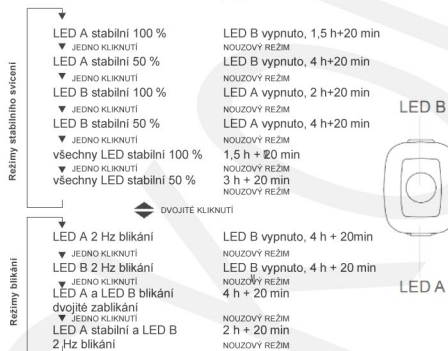 Režimy stabilního svícení
LED A stabilní 100 % LED B vypnuto, 1,5 h+20 min
JEDNO KLIKNUTÍ NOUZOVÝ REŽIM
LED A stabilní 50 % LED B vypnuto, 4 h+20 min
JEDNO KLIKNUTÍ NOUZOVÝ REŽIM
LED B stabilní 100 % LED A vypnuto, 2 h+20 min
JEDNO KLIKNUTÍ NOUZOVÝ REŽIM
LED B stabilní 50 % LED A vypnuto, 4 h+20 min
JEDNO KLIKNUTÍ NOUZOVÝ REŽIM
všechny LED stabilní 100 % 1,5 h + 20 min
JEDNO KLIKNUTÍ NOUZOVÝ REŽIM
všechny LED stabilní 50 % 3 h + 20 min
NOUZOVÝ REŽIM
DVOJITÉ KLIKNUTÍ
Režimy blikání
LED A 2 Hz blikání LED B vypnuto, 4 h + 20min
JEDNO KLIKNUTÍ NOUZOVÝ REŽIM
LED B 2 Hz blikání LED B vypnuto, 4 h + 20 min
JEDNO KLIKNUTÍ NOUZOVÝ REŽIM
LED A a LED B blikání 4 h + 20 min
dvojité zablikání
JEDNO KLIKNUTÍ NOUZOVÝ REŽIM
LED A stabilní a LED B 2 h + 20 min
2 Hz blikání NOUZOVÝ REŽIM
LED B
LED A